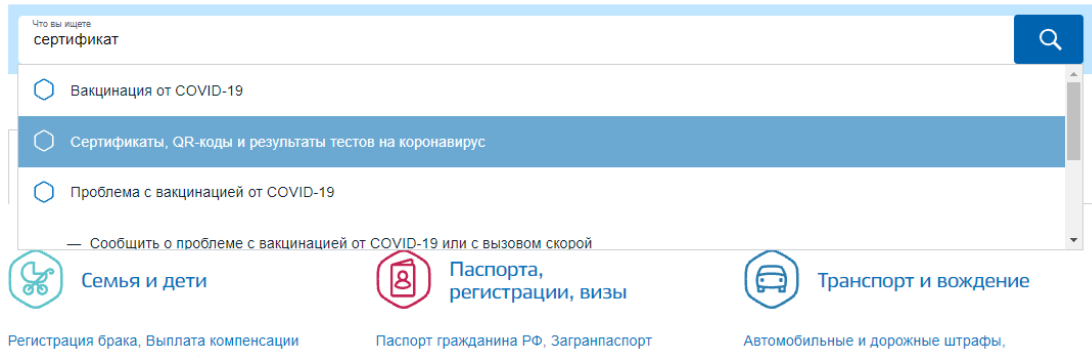 Что вы ищете
сертификат
Вакцинация от COVID-19
Сертификаты, QR-коды и результаты тестов на коронавирус
Проблема с вакцинацией от COVID-19
— Сообщить о проблеме с вакцинацией от COVID-19 или с вызовом скорой
Семья и дети
Паспорта,
регистрации, визы
Транспорт и вождение
Регистрация брака, Выплата компенсации
Паспорт гражданина РФ, Загранпаспорт
Автомобильные и дорожные штрафы,